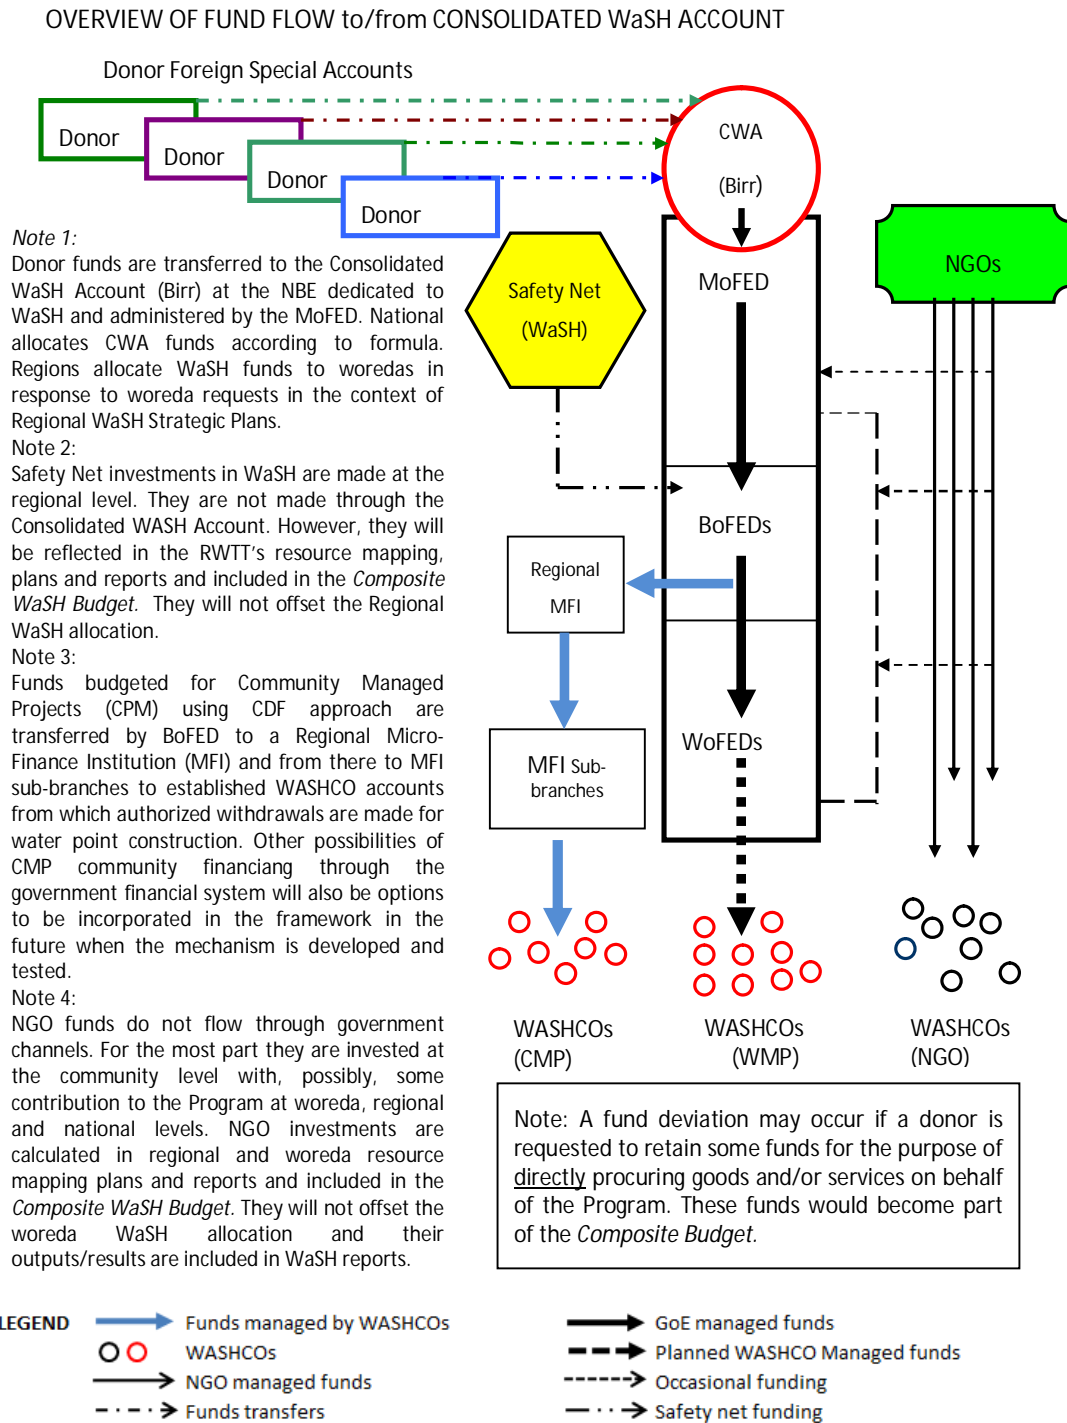 OVERVIEW OF FUND FLOW to/from CONSOLIDATED WaSH ACCOUNT
Donor Foreign Special Accounts
Donor
Donor
Donor
Donor
CWA
(Birr)
NGOs
Safety Net
(WaSH)
MoFED
BoFEDs
Regional
MFI
WoFEDs
MFI Sub-
branches
Note 1:
Donor funds are transferred to the Consolidated
WaSH Account (Birr) at the NBE dedicated to
WaSH and administered by the MoFED. National
allocates CWA funds according to formula.
Regions allocate WaSH funds to woredas in
response to woreda requests in the context of
Regional WaSH Strategic Plans.
Note 2:
Safety Net investments in WaSH are made at the
regional level. They are not made through the
Consolidated WASH Account. However, they will
be reflected in the RWTT's resource mapping,
plans and reports and included in the Composite
WaSH Budget. They will not offset the Regional
WaSH allocation.
Note 3:
Funds budgeted for Community Managed
Projects (CPM) using CDF approach are
transferred by BoFED to a Regional Micro-
Finance Institution (MFI) and from there to MFI
sub-branches to established WASHCO accounts
from which authorized withdrawals are made for
water point construction. Other possibilities of
CMP community financiang through the
government financial system will also be options
to be incorporated in the framework in the
future when the mechanism is developed and
tested.
Note 4:
NGO funds do not flow through government
channels. For the most part they are invested at
the community level with, possibly, some
contribution to the Program at woreda, regional
and national levels. NGO investments are
calculated in regional and woreda resource
mapping plans and reports and included in the
Composite WaSH Budget. They will not offset the
woreda WaSH allocation and their
outputs/results are included in WaSH reports.
WASHCOs
(CMP)
WASHCOs
(WMP)
WASHCOs
(NGO)
Note: A fund deviation may occur if a donor is
requested to retain some funds for the purpose of
directly procuring goods and/or services on behalf
of the Program. These funds would become part
of the Composite Budget.
LEGEND
Funds managed by WASHCOs
WASHCOs
NGO managed funds
Funds transfers
GoE managed funds
Planned WASHCO Managed funds
Occasional funding
Safety net funding